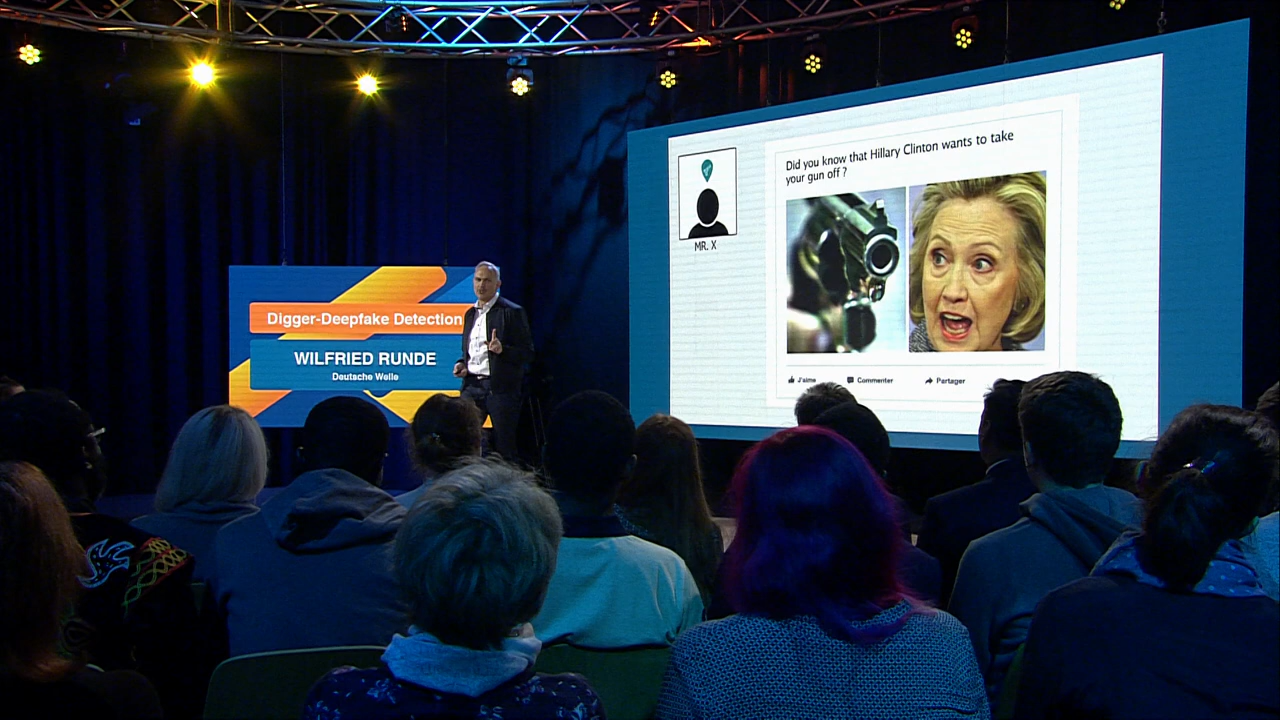 Digger-Deepfake Detection
WILFRIED RUNDE
Deutsche Welle
MR. X
Did you know that Hillary Clinton wants to take
your gun off ?
J'aime
Commenter
Partager